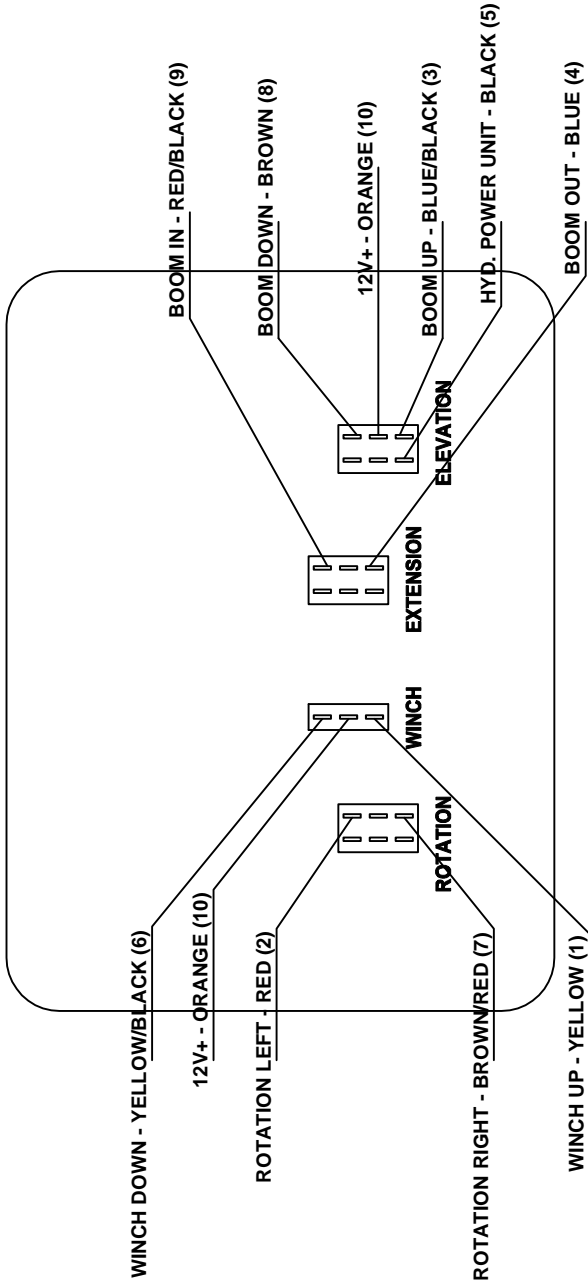 BOOM IN - RED/BLACK (9)
BOOM DOWN - BROWN (8)
12V+ - ORANGE (10)
BOOM UP - BLUE/BLACK (3)
HYD. POWER UNIT - BLACK (5)
BOOM OUT - BLUE (4)
ELEVATION
EXTENSION
WINCH
ROTATION
WINCH DOWN - YELLOW/BLACK (6)
12V+ - ORANGE (10)
ROTATION LEFT - RED (2)
ROTATION RIGHT - BROWN/RED (7)
WINCH UP - YELLOW (1)